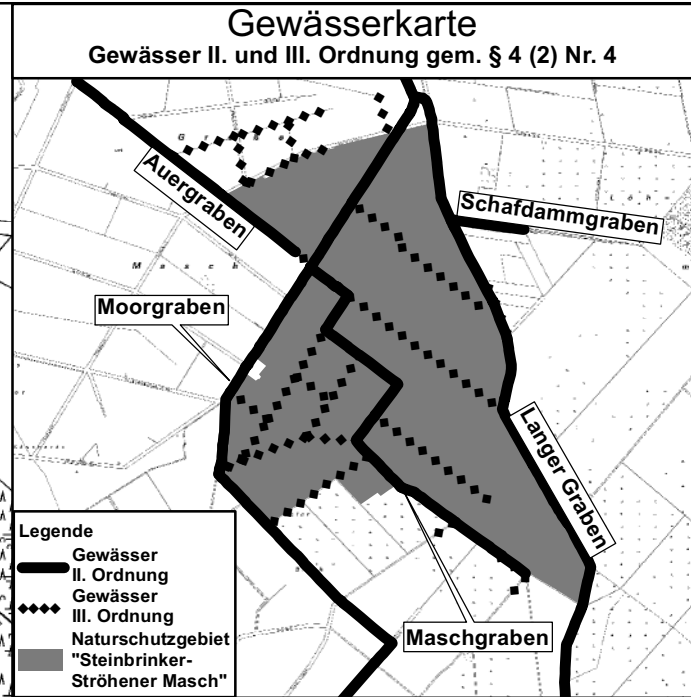 Gewässerkarte
Gewässer II. und III. Ordnung gem. § 4 (2) Nr. 4
Auergraben
Schafdammgraben
M a s c h
Moorgraben
Langer Graben
Maschgraben
Legende
Gewässer
II. Ordnung
Gewässer
III. Ordnung
Naturschutzgebiet
"Steinbrinker-
Ströhener Masch"